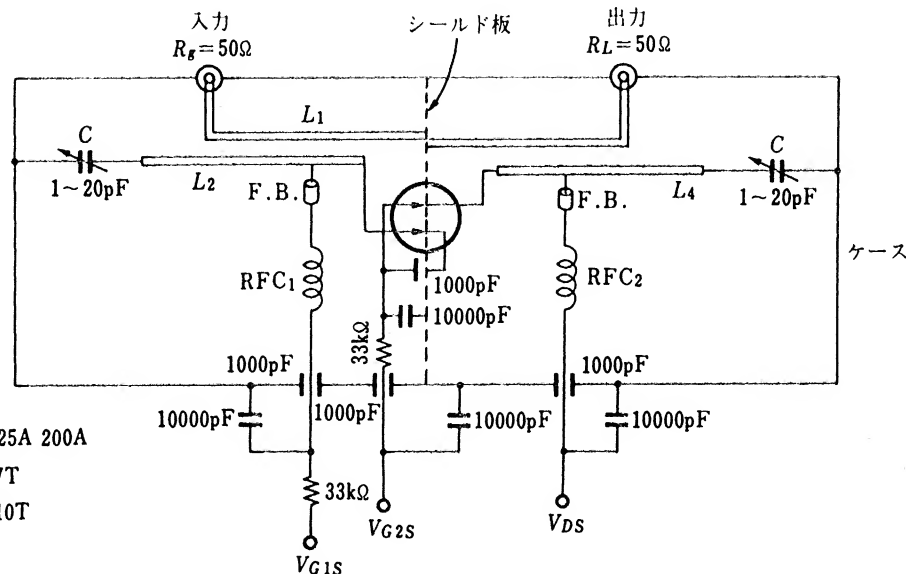 入力
Rg=50Ω
シールド板
出力
RL=50Ω
L1
C
1~20pF
L2
F.B.
C
1~20pF
L4
F.B.
ケース
RFC1
1000pF
RFC2
10000pF
33kΩ
1000pF
1000pF
1000pF
10000pF
10000pF
10000pF
25A 200A
7T
10T
33kΩ
VG2S
VDS
VG1S